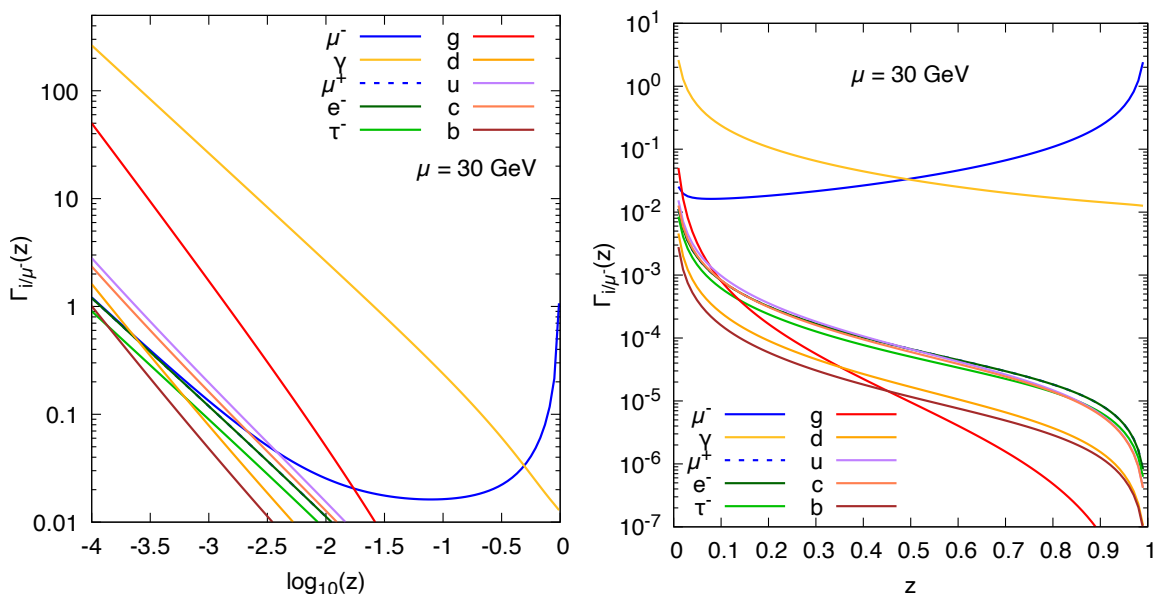 μ⁻ g
γ d
μ⁺ u
e⁻ c
τ⁻ b
μ = 30 GeV
100
10
1
0.1
0.01
Γ_{i/μ⁻}(z)
-4 -3.5 -3 -2.5 -2 -1.5 -1 -0.5 0
log₁₀(z)
μ = 30 GeV
10¹
10⁰
10⁻¹
10⁻²
10⁻³
10⁻⁴
10⁻⁵
10⁻⁶
10⁻⁷
Γ_{i/μ⁻}(z)
μ⁻ g
γ d
μ⁺ u
e⁻ c
τ⁻ b
0 0.1 0.2 0.3 0.4 0.5 0.6 0.7 0.8 0.9 1
z